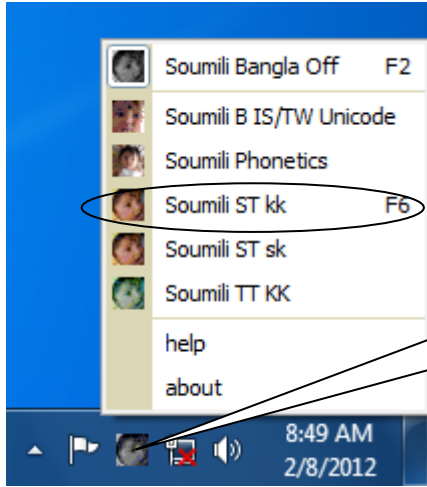 Soumili Bangla Off F2
Soumili B IS/TW Unicode
Soumili Phonetics
Soumili ST kk F6
Soumili ST sk
Soumili TT KK
help
about
8:49 AM
2/8/2012